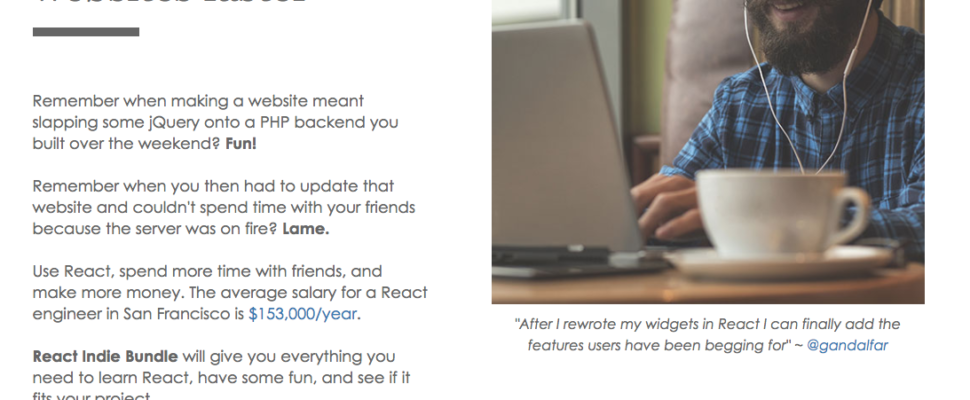 Remember when making a website meant
slapping some jQuery onto a PHP backend you
built over the weekend? Fun!
Remember when you then had to update that
website and couldn't spend time with your friends
because the server was on fire? Lame.
Use React, spend more time with friends, and
make more money. The average salary for a React
engineer in San Francisco is $153,000/year.
React Indie Bundle will give you everything you
need to learn React, have some fun, and see if it
fits your project
"After I rewrote my widgets in React I can finally add the
features users have been begging for" ~ @gandalfar